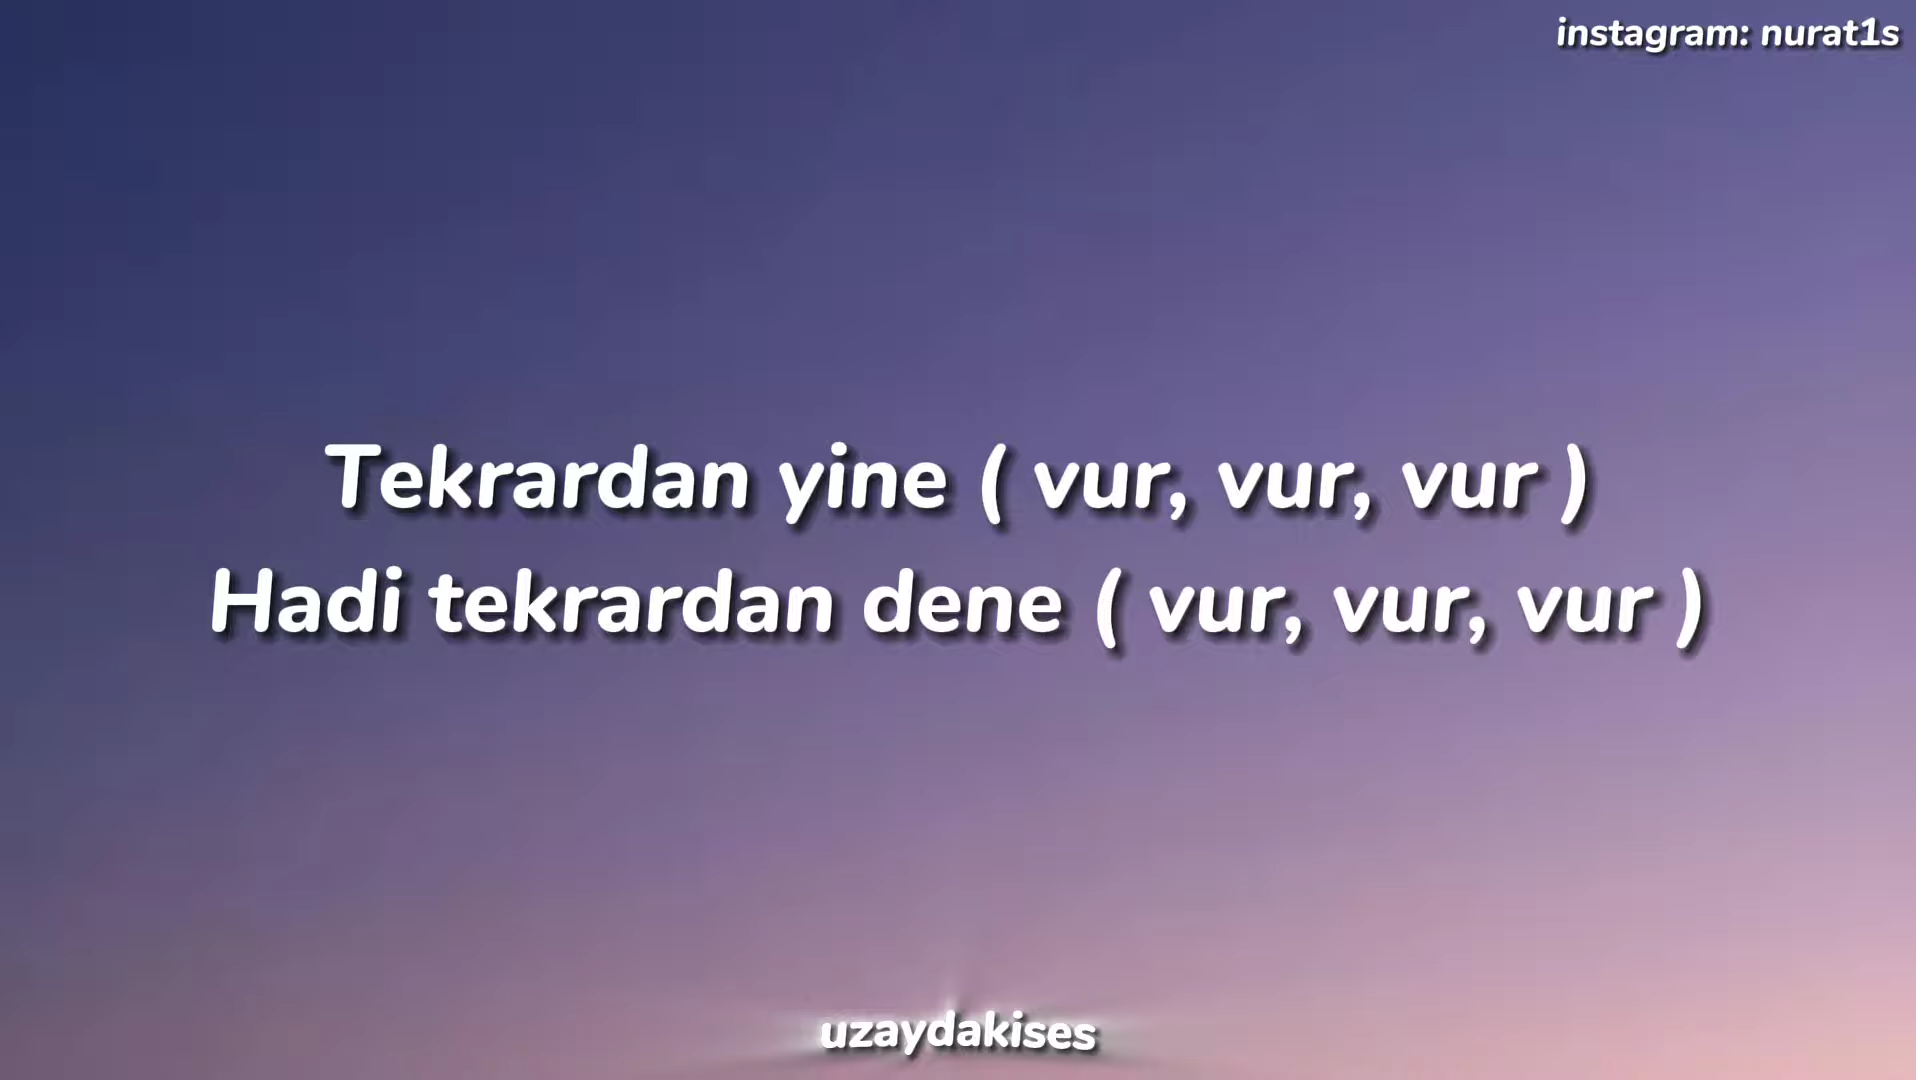 instagram: nurat1s
Tekrardan yine ( vur, vur, vur )
Hadi tekrardan dene ( vur, vur, vur )
uzaydakises